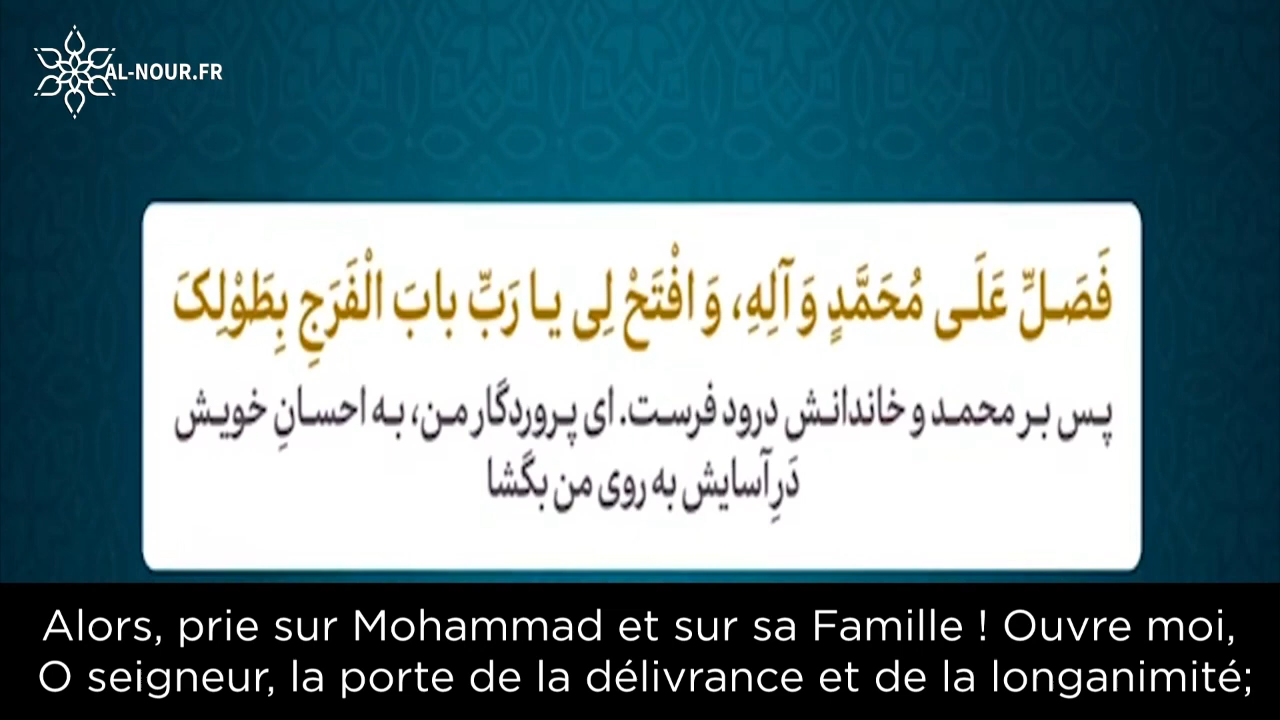 AL-NOUR.FR
فَصَلِّ عَلَی مُحَمَّدٍ وَ آلِهِ، وَ افْتَحْ لِی یا رَبِّ بابَ الْفَرَجِ بِطَوْلِکَ
پس بر محمد و خاندانش درود فرست. ای پروردگار من، به احسانِ خویش
دَرِ آسایش به روی من بگشا
Alors, prie sur Mohammad et sur sa Famille ! Ouvre moi,
O seigneur, la porte de la délivrance et de la longanimité;